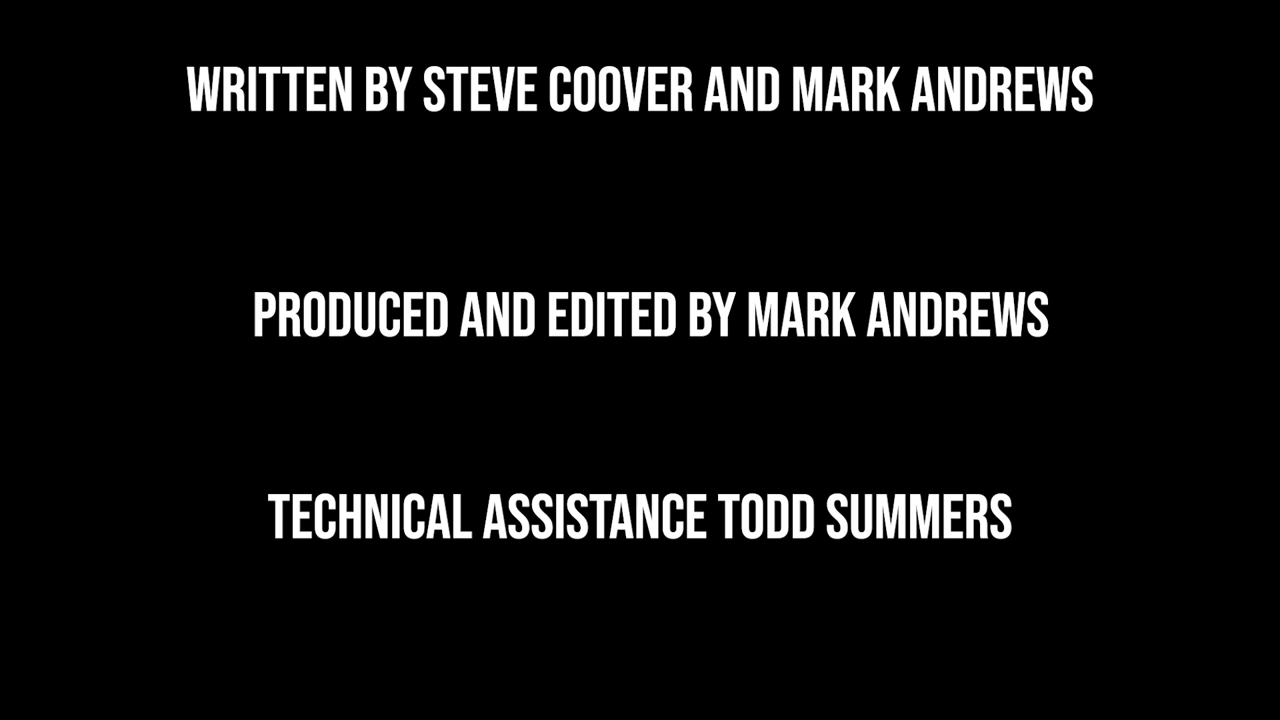 WRITTEN BY STEVE COOVER AND MARK ANDREWS
PRODUCED AND EDITED BY MARK ANDREWS
TECHNICAL ASSISTANCE TODD SUMMERS